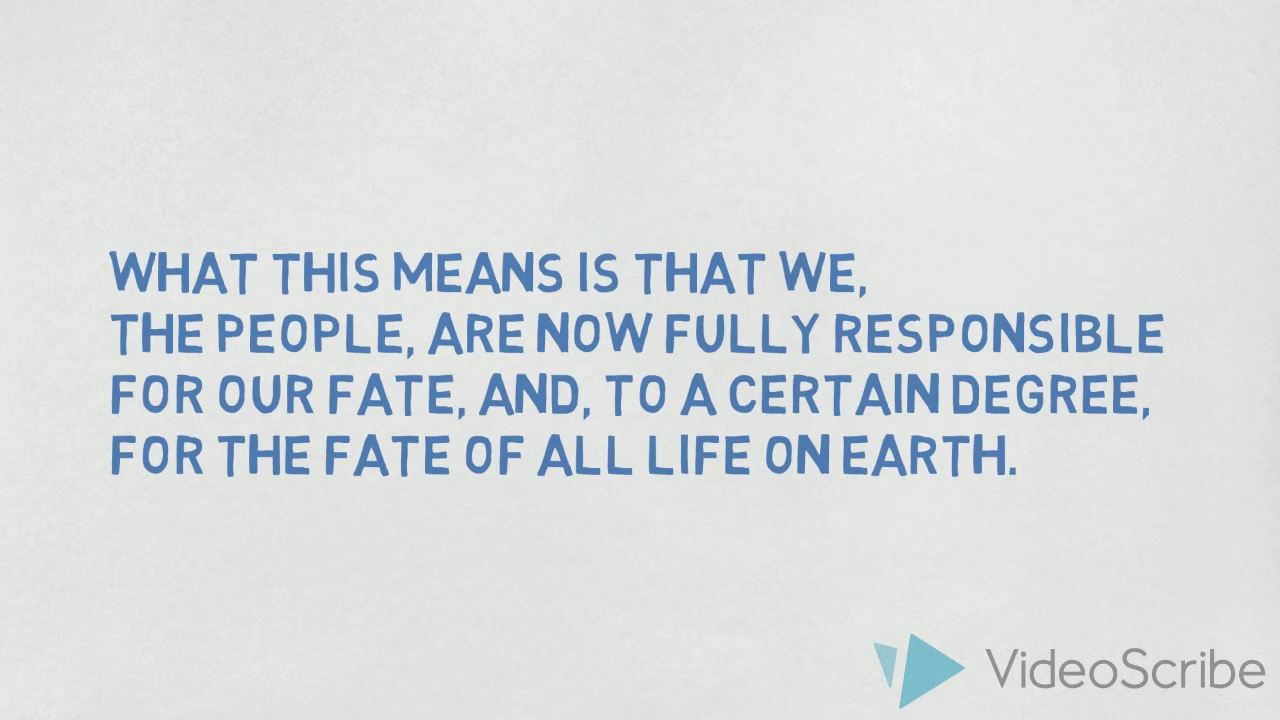 WHAT THIS MEANS IS THAT WE,
THE PEOPLE, ARE NOW FULLY RESPONSIBLE
FOR OUR FATE, AND, TO A CERTAIN DEGREE,
FOR THE FATE OF ALL LIFE ON EARTH.
VideoScribe